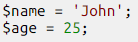 $name = 'John';
$age = 25;